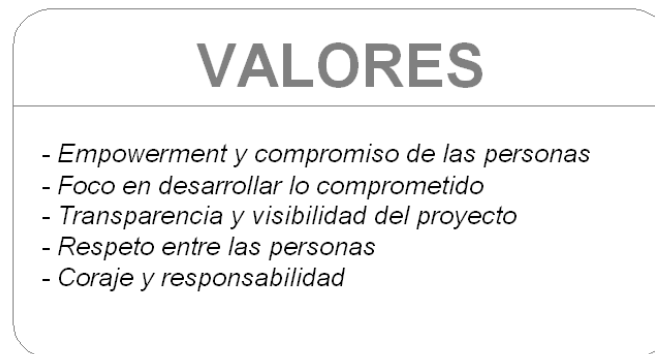 VALORES
- Empowerment y compromiso de las personas
- Foco en desarrollar lo comprometido
- Transparencia y visibilidad del proyecto
- Respeto entre las personas
- Coraje y responsabilidad